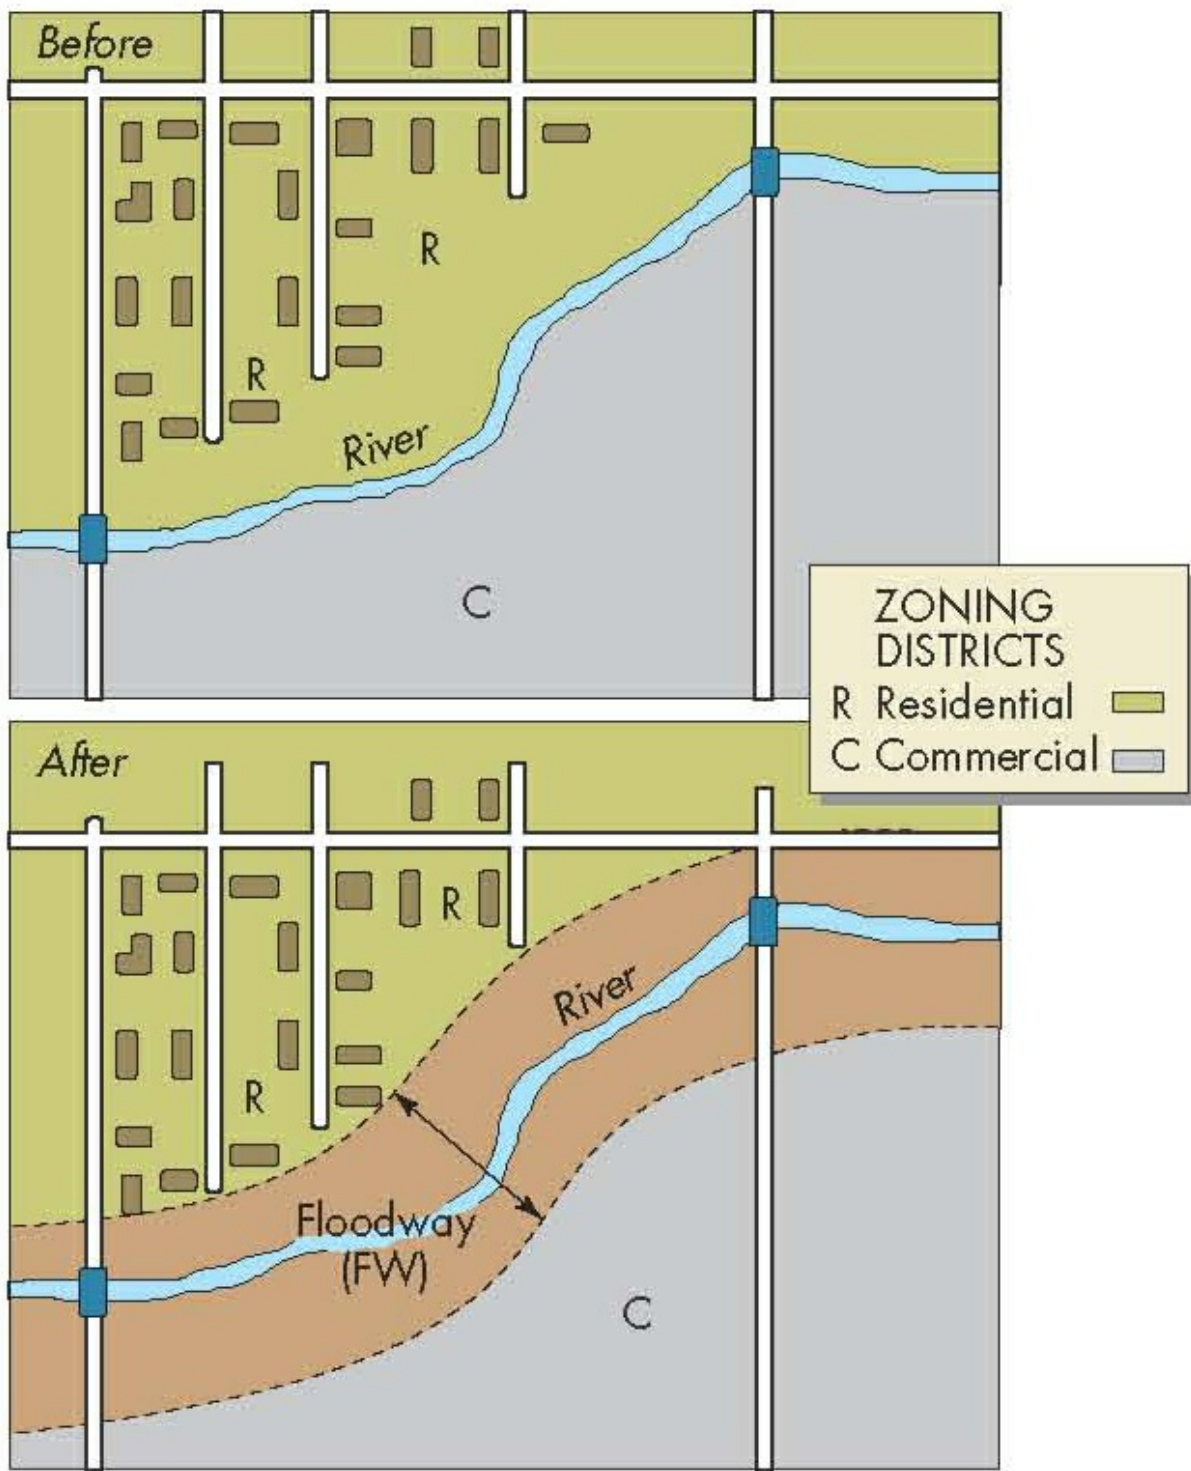 Before
R
R
River
C
ZONING
DISTRICTS
R Residential
C Commercial
After
R
River
R
Floodway
(FW)
C